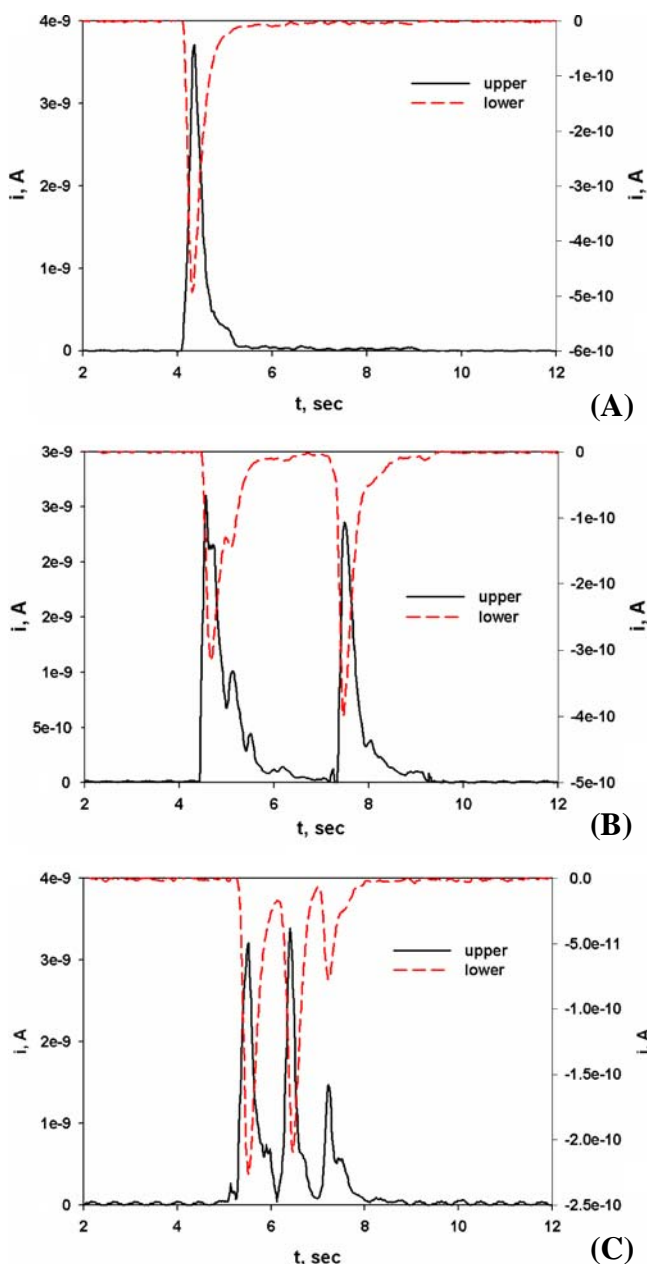 4e-9 0
upper
lower
-1e-10
3e-9
-2e-10
i, A 2e-9 -3e-10 i, A
-4e-10
1e-9
-5e-10
0 -6e-10
2 4 6 8 10 12
t, sec
(A)
3e-9 0
3e-9
-1e-10
2e-9
upper
lower
-2e-10
i, A 2e-9 i, A
-3e-10
1e-9
-4e-10
5e-10
0 -5e-10
2 4 6 8 10 12
t, sec
(B)
4e-9 0.0
upper
lower
-5.0e-11
3e-9
-1.0e-10
i, A 2e-9 i, A
-1.5e-10
1e-9
-2.0e-10
0 -2.5e-10
2 4 6 8 10 12
t, sec
(C)